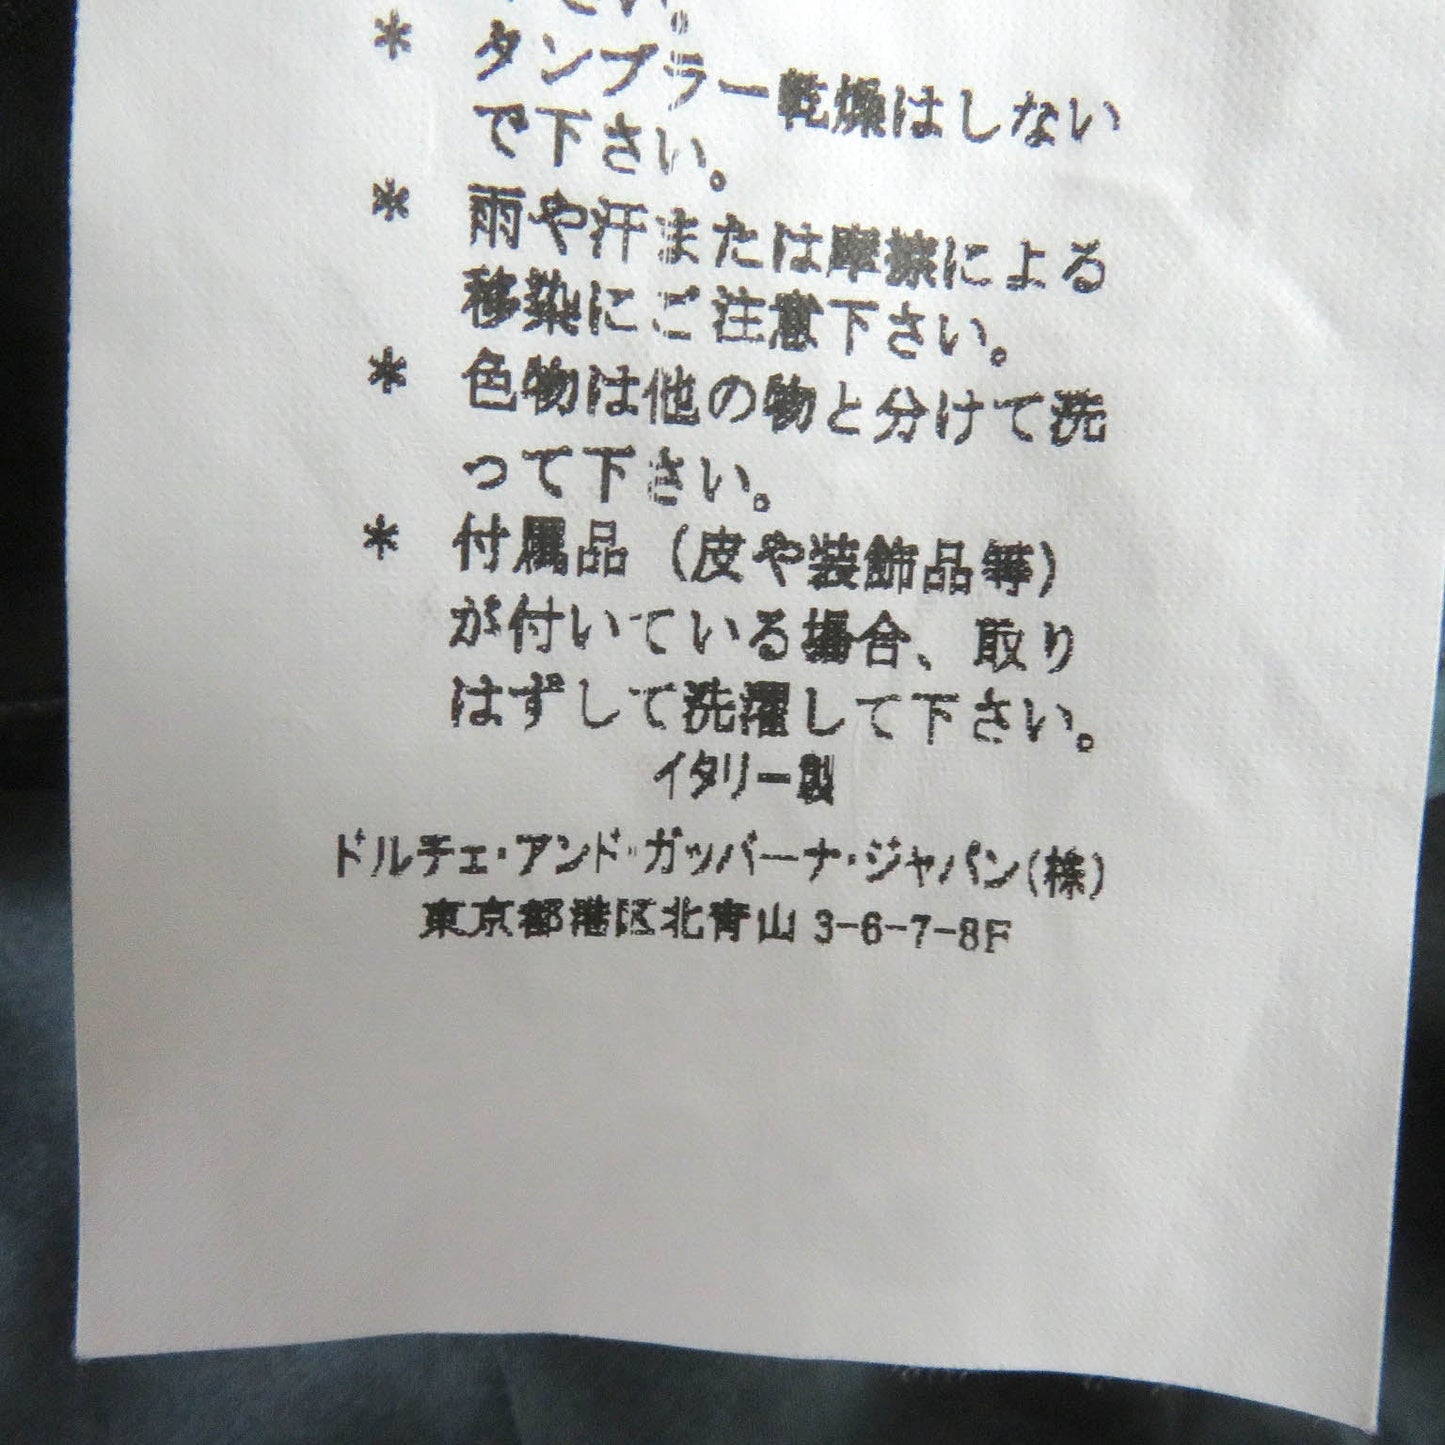 さい。
* タンブラー乾燥はしない
で下さい。
* 雨や汗または摩擦による
移染にご注意下さい。
* 色物は他の物と分けて洗
って下さい。
* 付属品（皮や装飾品等）
が付いている場合、取り
はずして洗濯して下さい。
イタリー製
ドルチェ・アンド・ガッバーナ・ジャパン(株)
東京都港区北青山 3-6-7-8F